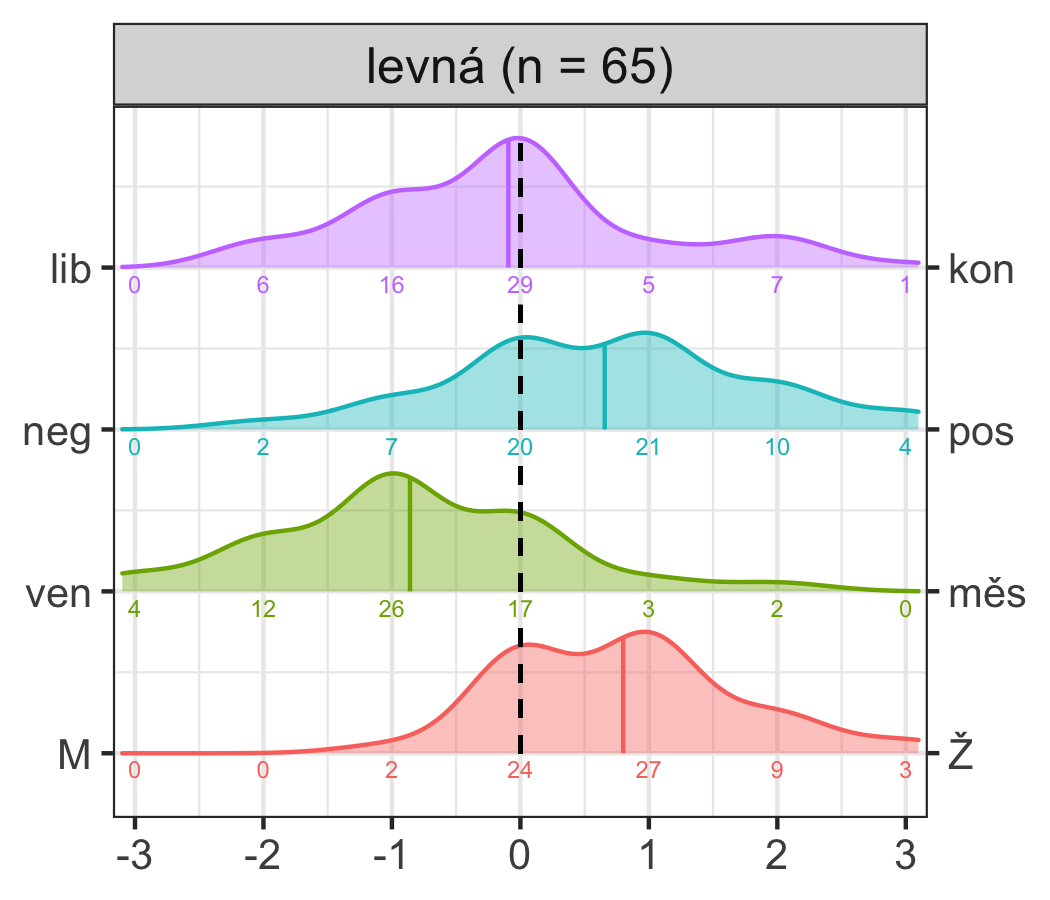 levná (n = 65)
lib kon
0 6 16 29 5 7 1
neg pos
0 2 7 20 21 10 4
ven měs
4 12 26 17 3 2 0
M Ž
0 0 2 24 27 9 3
-3 -2 -1 0 1 2 3